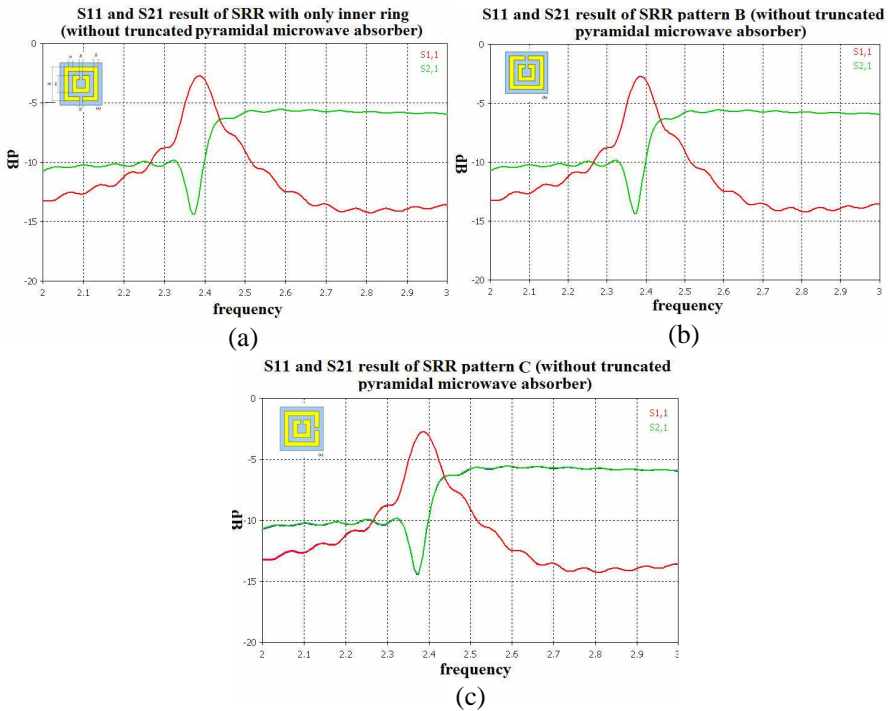 S11 and S21 result of SRR with only inner ring
(without truncated pyramidal microwave absorber)
0
-5
-10
-15
-20
dB
S1,1
S2,1
2
2.1
2.2
2.3
2.4
2.5
2.6
2.7
2.8
2.9
3
frequency
(a)
S11 and S21 result of SRR pattern B (without truncated
pyramidal microwave absorber)
0
-5
-10
-15
-20
dB
S1,1
S2,1
2
2.1
2.2
2.3
2.4
2.5
2.6
2.7
2.8
2.9
3
frequency
(b)
S11 and S21 result of SRR pattern C (without truncated
pyramidal microwave absorber)
0
-5
-10
-15
-20
dB
S1,1
S2,1
2
2.1
2.2
2.3
2.4
2.5
2.6
2.7
2.8
2.9
3
frequency
(c)